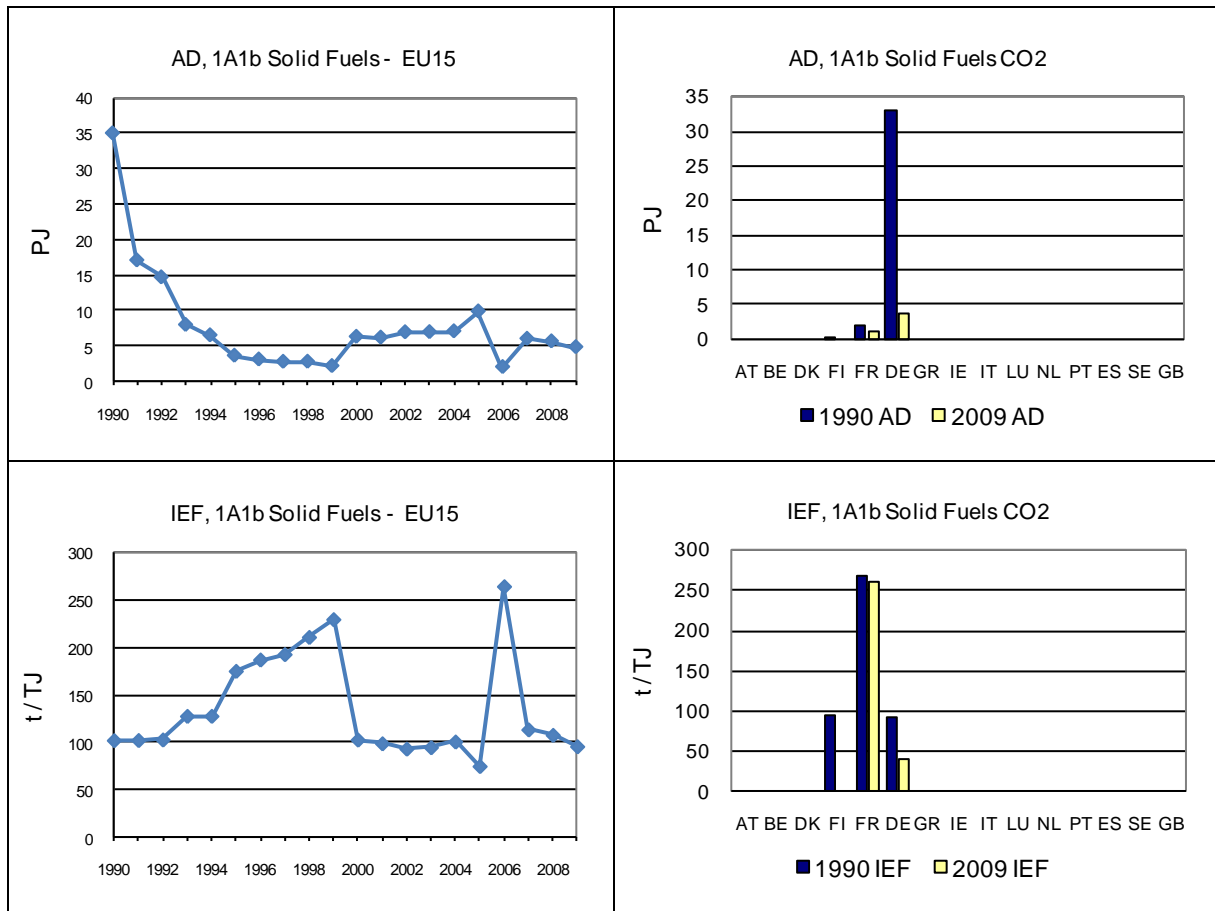 AD, 1A1b Solid Fuels - EU15
40
35
30
25
20
15
10
5
0
PJ
1990 1992 1994 1996 1998 2000 2002 2004 2006 2008
AD, 1A1b Solid Fuels CO2
35
30
25
20
15
10
5
0
PJ
AT BE DK FI FR DE GR IE IT LU NL PT ES SE GB
1990 AD 2009 AD
IEF, 1A1b Solid Fuels - EU15
300
250
200
150
100
50
0
t / TJ
1990 1992 1994 1996 1998 2000 2002 2004 2006 2008
IEF, 1A1b Solid Fuels CO2
300
250
200
150
100
50
0
t / TJ
AT BE DK FI FR DE GR IE IT LU NL PT ES SE GB
1990 IEF 2009 IEF